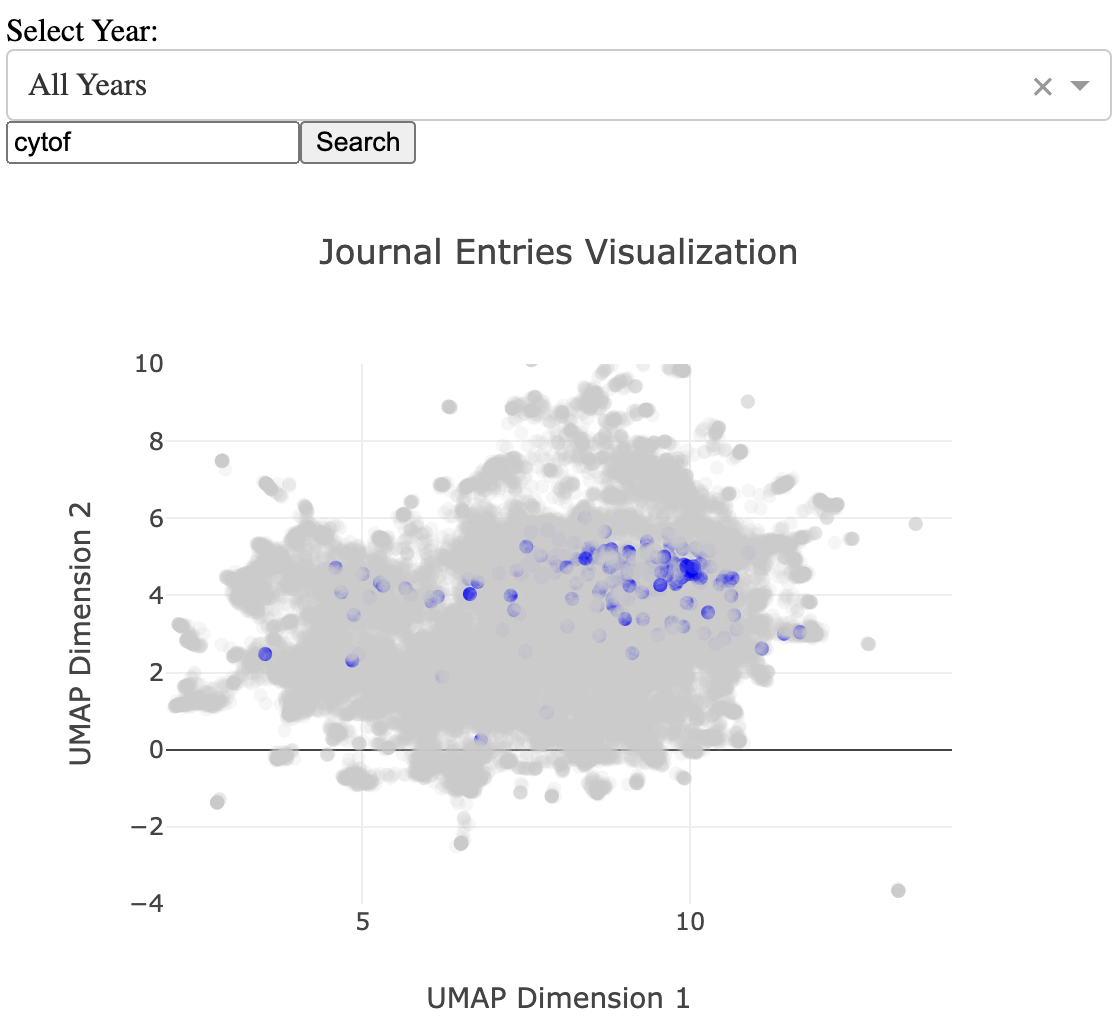 Select Year:
All Years
cytof
Search
Journal Entries Visualization
10
8
6
4
2
0
−2
−4
UMAP Dimension 2
5
10
UMAP Dimension 1